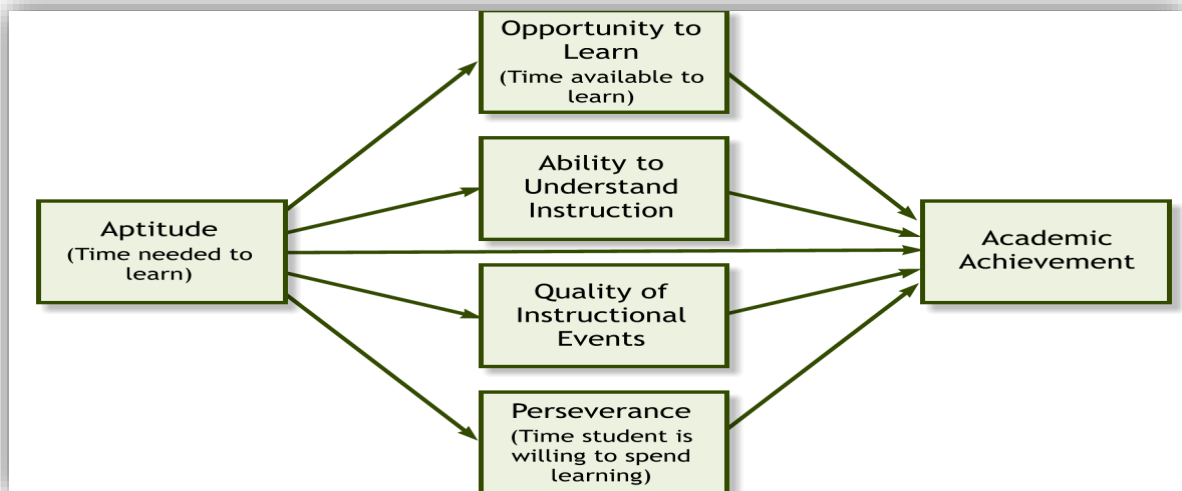 Opportunity to
Learn
(Time available to
learn)
Ability to
Understand
Instruction
Aptitude
(Time needed to
learn)
Academic
Achievement
Quality of
Instructional
Events
Perseverance
(Time student is
willing to spend
learning)